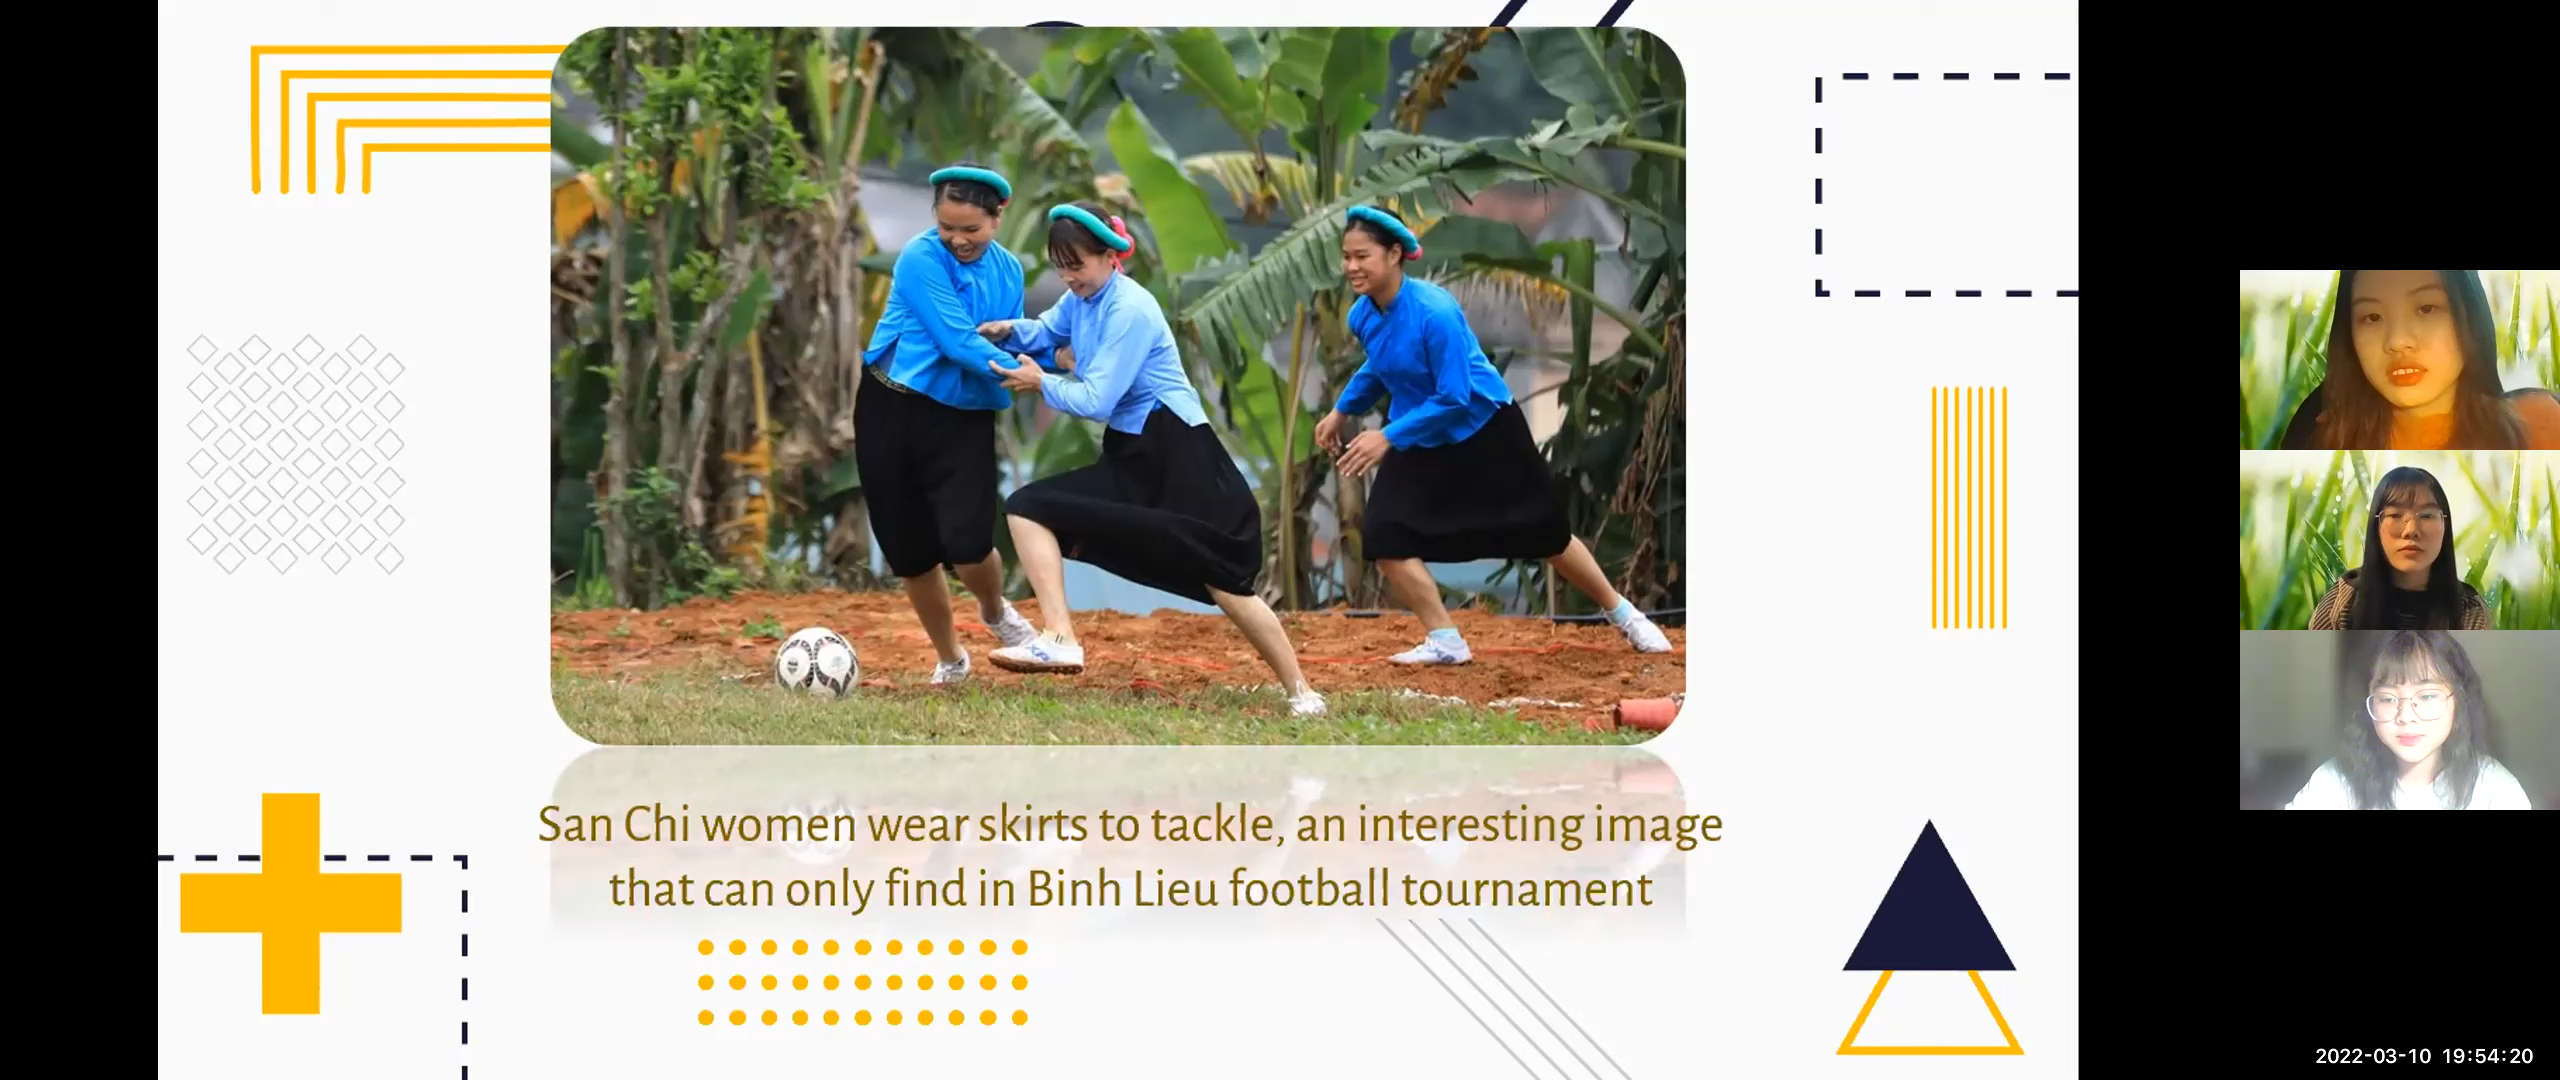 San Chi women wear skirts to tackle, an interesting image
that can only find in Binh Lieu football tournament
2022-03-10 19:54:20